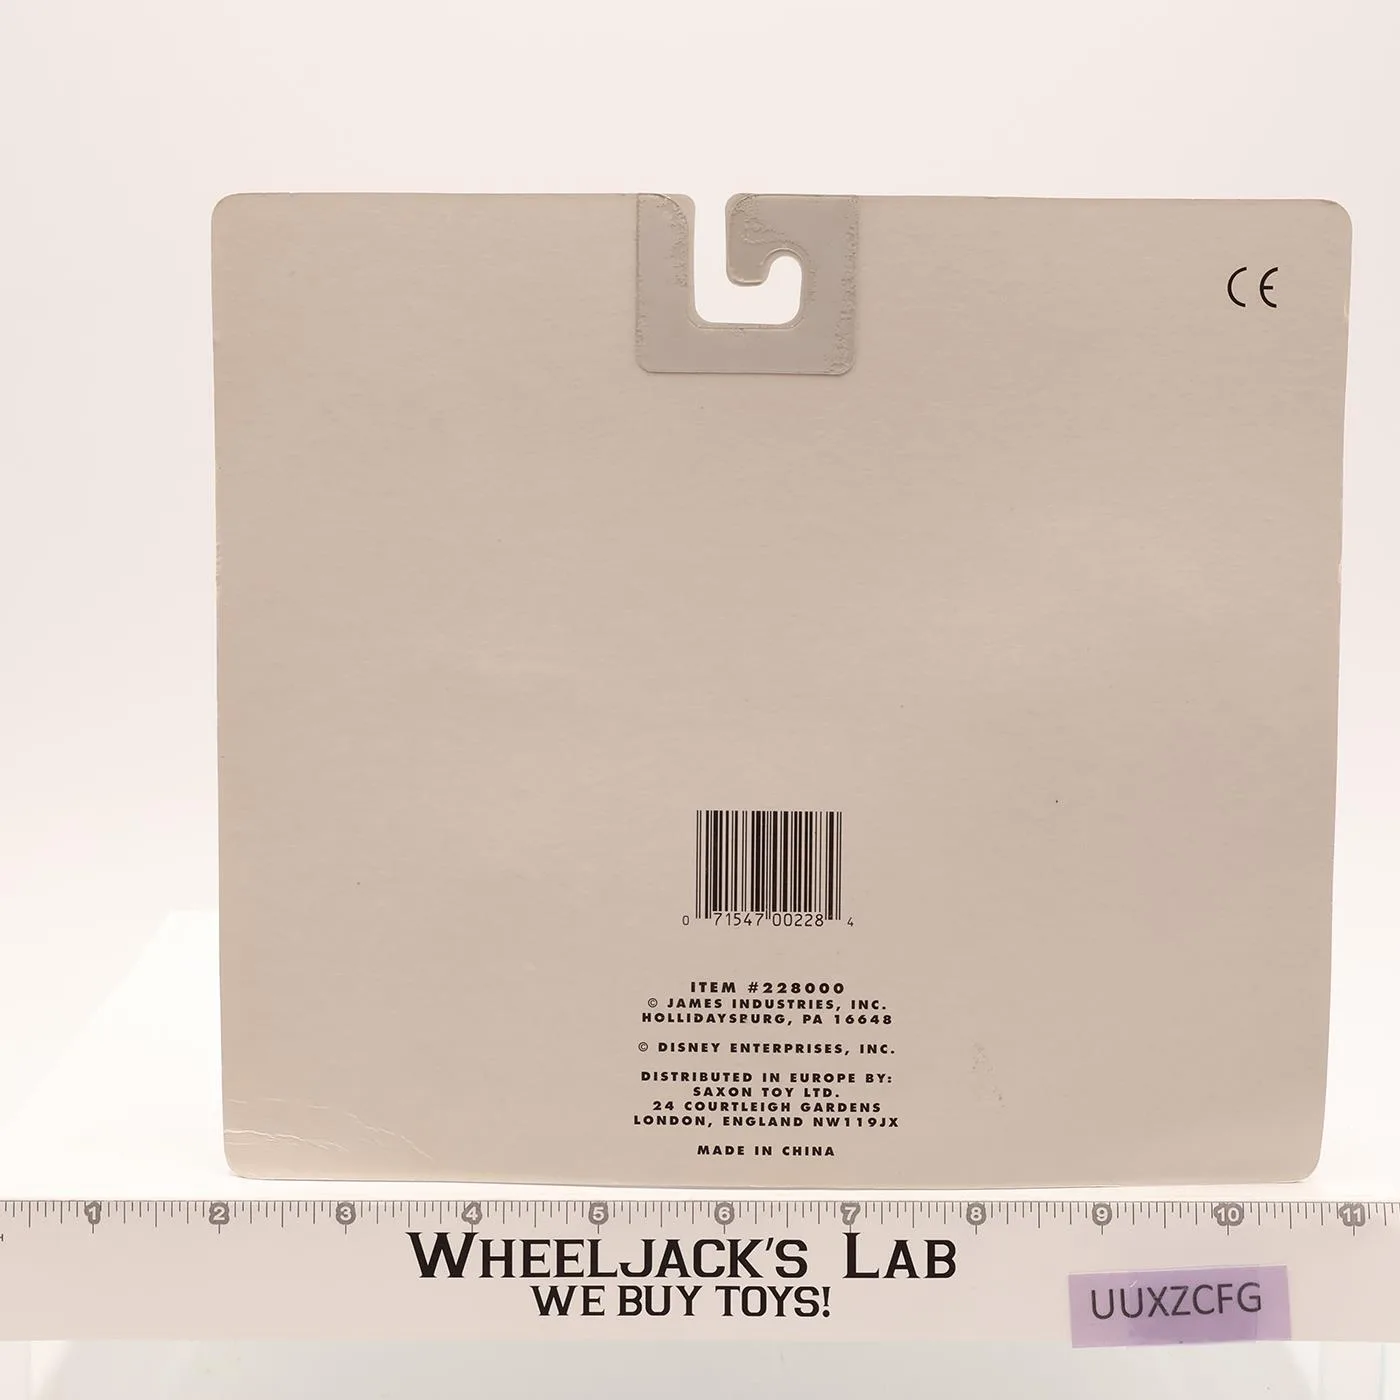 CE
0 71547 00228 4
ITEM #228000
© JAMES INDUSTRIES, INC.
HOLLIDAYSBURG, PA 16648
© DISNEY ENTERPRISES, INC.
DISTRIBUTED IN EUROPE BY:
SAXON TOY LTD.
24 COURTLEIGH GARDENS
LONDON, ENGLAND NW119JX
MADE IN CHINA
1 2 3 4 5 6 7 8 9 10 11
WHEELJACK'S LAB
WE BUY TOYS!
UUXZCFG